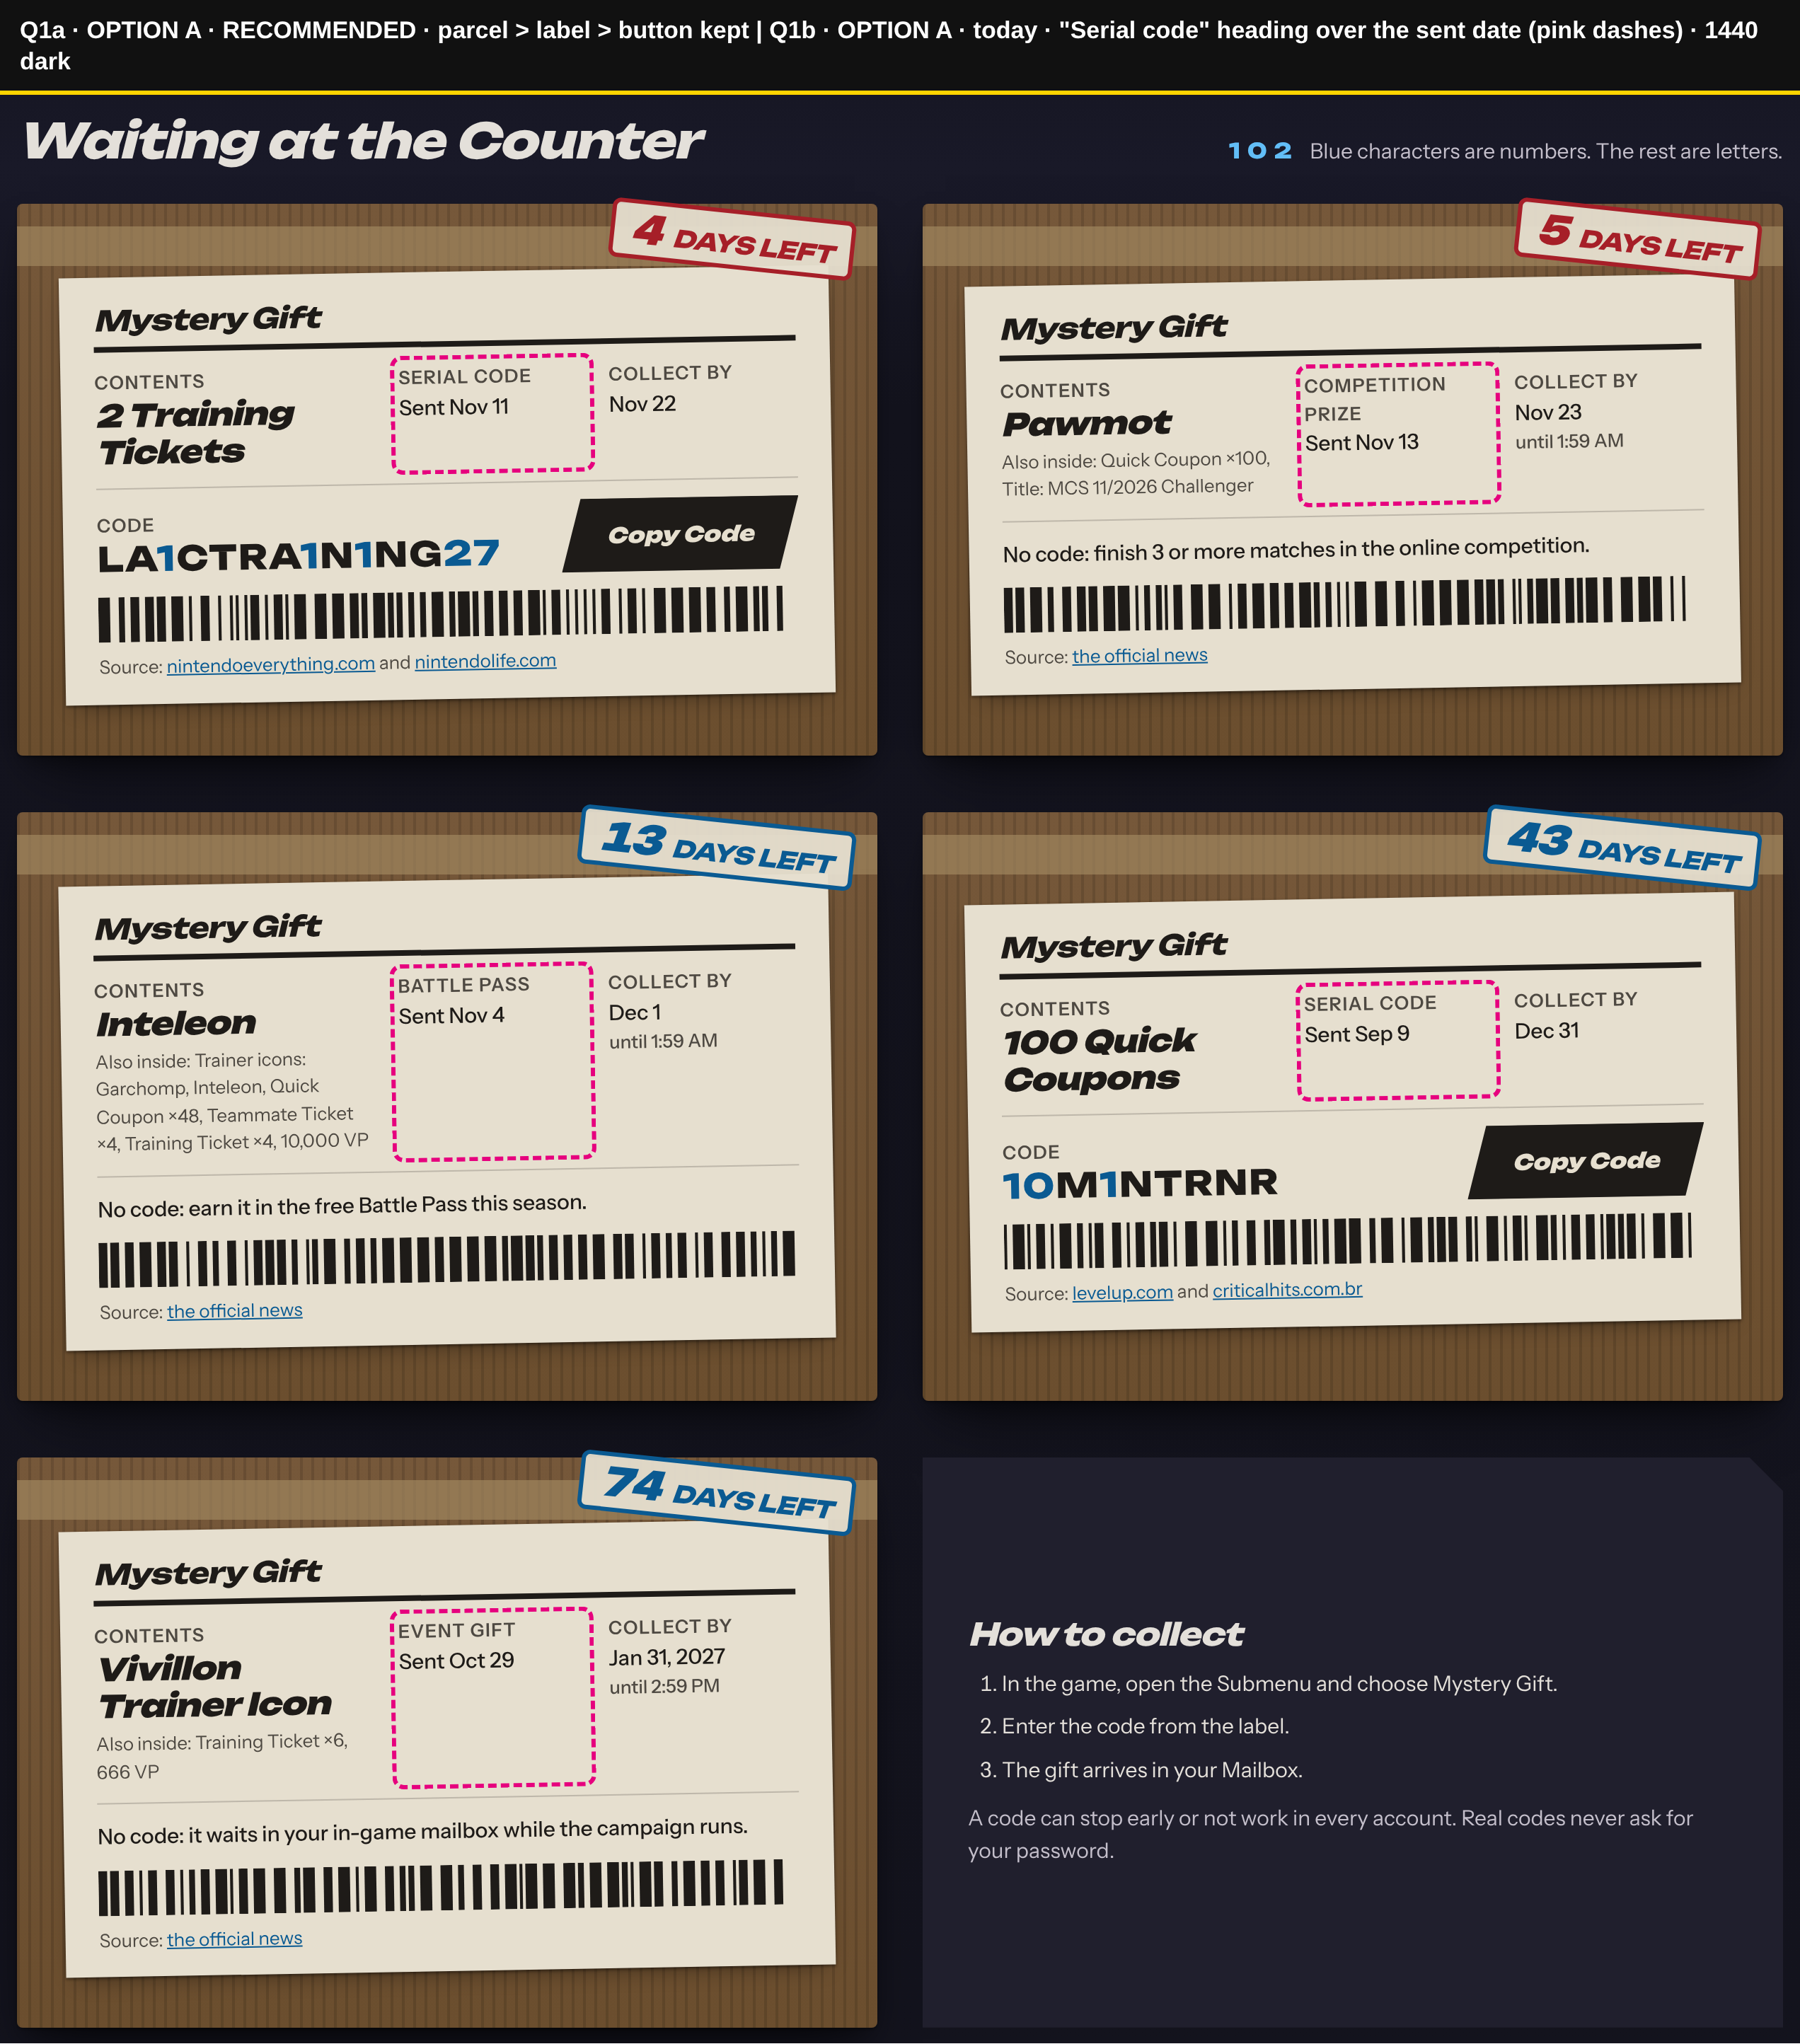 Q1a · OPTION A · RECOMMENDED · parcel > label > button kept | Q1b · OPTION A · today · "Serial code" heading over the sent date (pink dashes) · 1440
dark
Waiting at the Counter
102 Blue characters are numbers. The rest are letters.
4 DAYS LEFT
Mystery Gift
CONTENTS
2 Training
Tickets
SERIAL CODE
Sent Nov 11
COLLECT BY
Nov 22
CODE
LA1CTRA1N1NG27
Copy Code
Source: nintendoeverything.com and nintendolife.com
5 DAYS LEFT
Mystery Gift
CONTENTS
Pawmot
Also inside: Quick Coupon ×100,
Title: MCS 11/2026 Challenger
COMPETITION
PRIZE
Sent Nov 13
COLLECT BY
Nov 23
until 1:59 AM
No code: finish 3 or more matches in the online competition.
Source: the official news
13 DAYS LEFT
Mystery Gift
CONTENTS
Inteleon
Also inside: Trainer icons:
Garchomp, Inteleon, Quick
Coupon ×48, Teammate Ticket
×4, Training Ticket ×4, 10,000 VP
BATTLE PASS
Sent Nov 4
COLLECT BY
Dec 1
until 1:59 AM
No code: earn it in the free Battle Pass this season.
Source: the official news
43 DAYS LEFT
Mystery Gift
CONTENTS
100 Quick
Coupons
SERIAL CODE
Sent Sep 9
COLLECT BY
Dec 31
CODE
10M1NTRNR
Copy Code
Source: levelup.com and criticalhits.com.br
74 DAYS LEFT
Mystery Gift
CONTENTS
Vivillon
Trainer Icon
Also inside: Training Ticket ×6,
666 VP
EVENT GIFT
Sent Oct 29
COLLECT BY
Jan 31, 2027
until 2:59 PM
No code: it waits in your in-game mailbox while the campaign runs.
Source: the official news
How to collect
1. In the game, open the Submenu and choose Mystery Gift.
2. Enter the code from the label.
3. The gift arrives in your Mailbox.
A code can stop early or not work in every account. Real codes never ask for
your password.